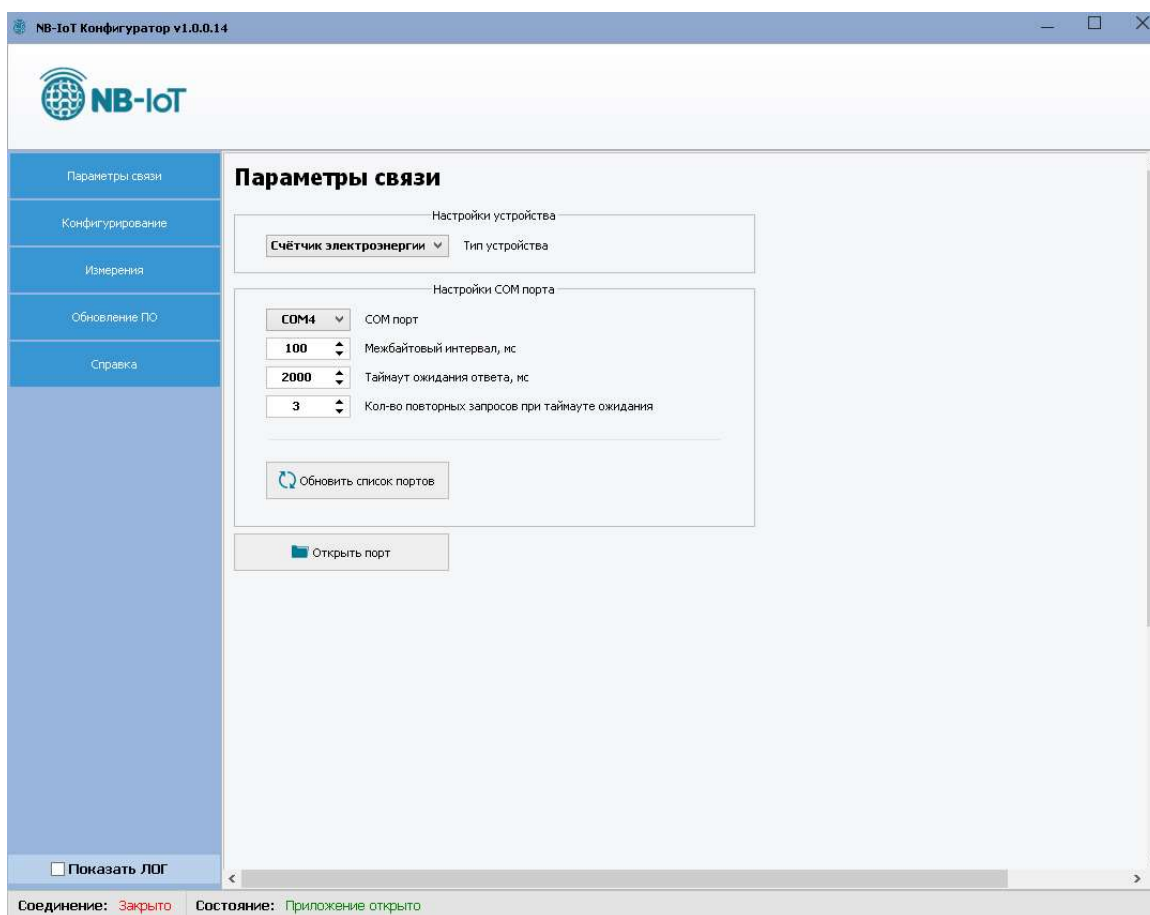 NB-IoT Конфигуратор v1.0.0.14
NB-IoT
Параметры связи
Конфигурирование
Измерения
Обновление ПО
Справка
Параметры связи
Настройки устройства
Счётчик электроэнергии Тип устройства
Настройки COM порта
COM4 COM порт
100 Межбайтовый интервал, мс
2000 Таймаут ожидания ответа, мс
3 Кол-во повторных запросов при таймауте ожидания
Обновить список портов
Открыть порт
Показать ЛОГ
Соединение: Закрыто Состояние: Приложение открыто